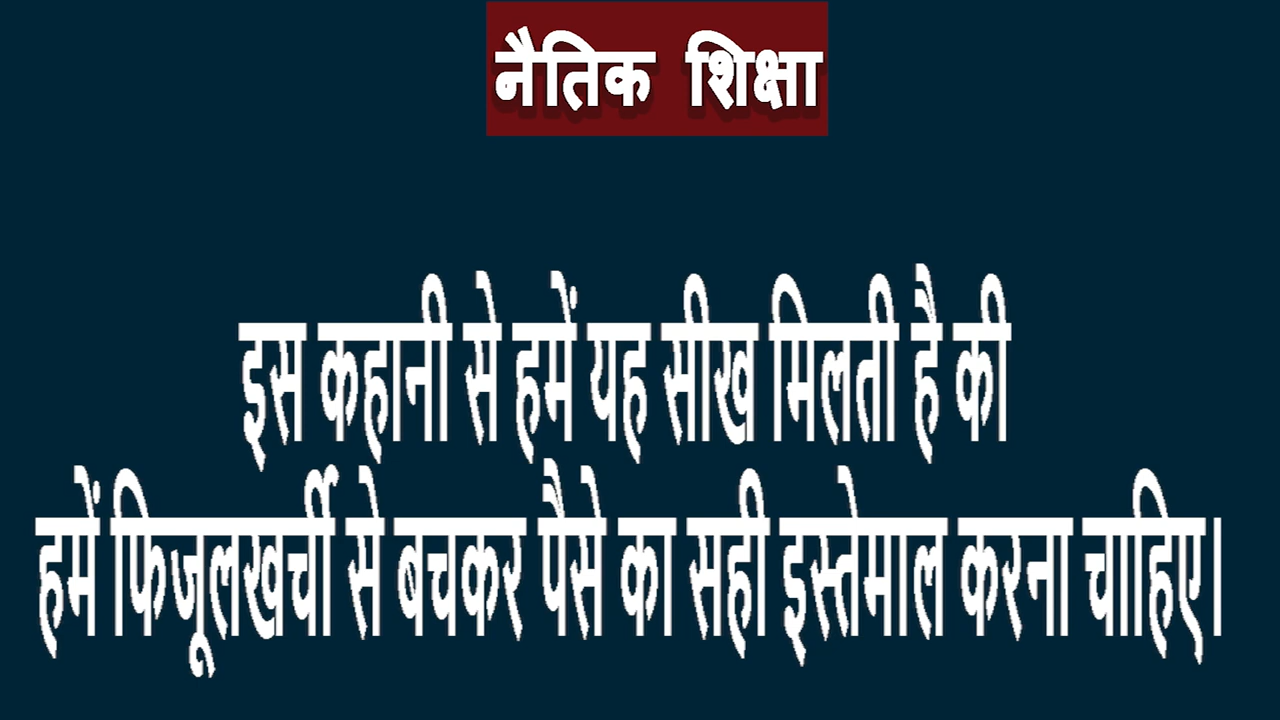 नैतिक शिक्षा
इस कहानी से हमें यह सीख मिलती है की
हमें फिजूलखर्ची से बचकर पैसे का सही इस्तेमाल करना चाहिए।